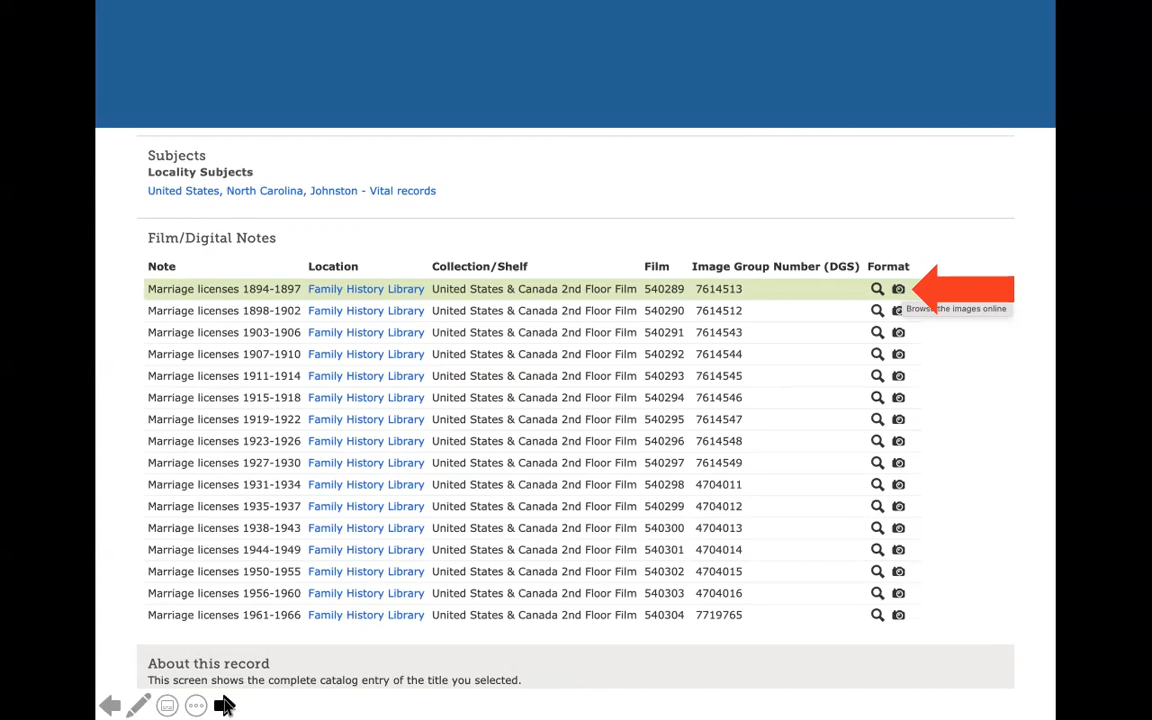 Subjects
Locality Subjects
United States, North Carolina, Johnston - Vital records
Film/Digital Notes
Note Location Collection/Shelf Film Image Group Number (DGS) Format
Marriage licenses 1894-1897 Family History Library United States & Canada 2nd Floor Film 540289 7614513
Marriage licenses 1898-1902 Family History Library United States & Canada 2nd Floor Film 540290 7614512
Browse the images online
Marriage licenses 1903-1906 Family History Library United States & Canada 2nd Floor Film 540291 7614543
Marriage licenses 1907-1910 Family History Library United States & Canada 2nd Floor Film 540292 7614544
Marriage licenses 1911-1914 Family History Library United States & Canada 2nd Floor Film 540293 7614545
Marriage licenses 1915-1918 Family History Library United States & Canada 2nd Floor Film 540294 7614546
Marriage licenses 1919-1922 Family History Library United States & Canada 2nd Floor Film 540295 7614547
Marriage licenses 1923-1926 Family History Library United States & Canada 2nd Floor Film 540296 7614548
Marriage licenses 1927-1930 Family History Library United States & Canada 2nd Floor Film 540297 7614549
Marriage licenses 1931-1934 Family History Library United States & Canada 2nd Floor Film 540298 4704011
Marriage licenses 1935-1937 Family History Library United States & Canada 2nd Floor Film 540299 4704012
Marriage licenses 1938-1943 Family History Library United States & Canada 2nd Floor Film 540300 4704013
Marriage licenses 1944-1949 Family History Library United States & Canada 2nd Floor Film 540301 4704014
Marriage licenses 1950-1955 Family History Library United States & Canada 2nd Floor Film 540302 4704015
Marriage licenses 1956-1960 Family History Library United States & Canada 2nd Floor Film 540303 4704016
Marriage licenses 1961-1966 Family History Library United States & Canada 2nd Floor Film 540304 7719765
About this record
This screen shows the complete catalog entry of the title you selected.